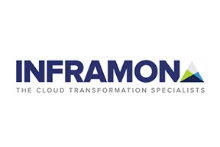 INFRAMON
THE CLOUD TRANSFORMATION SPECIALISTS